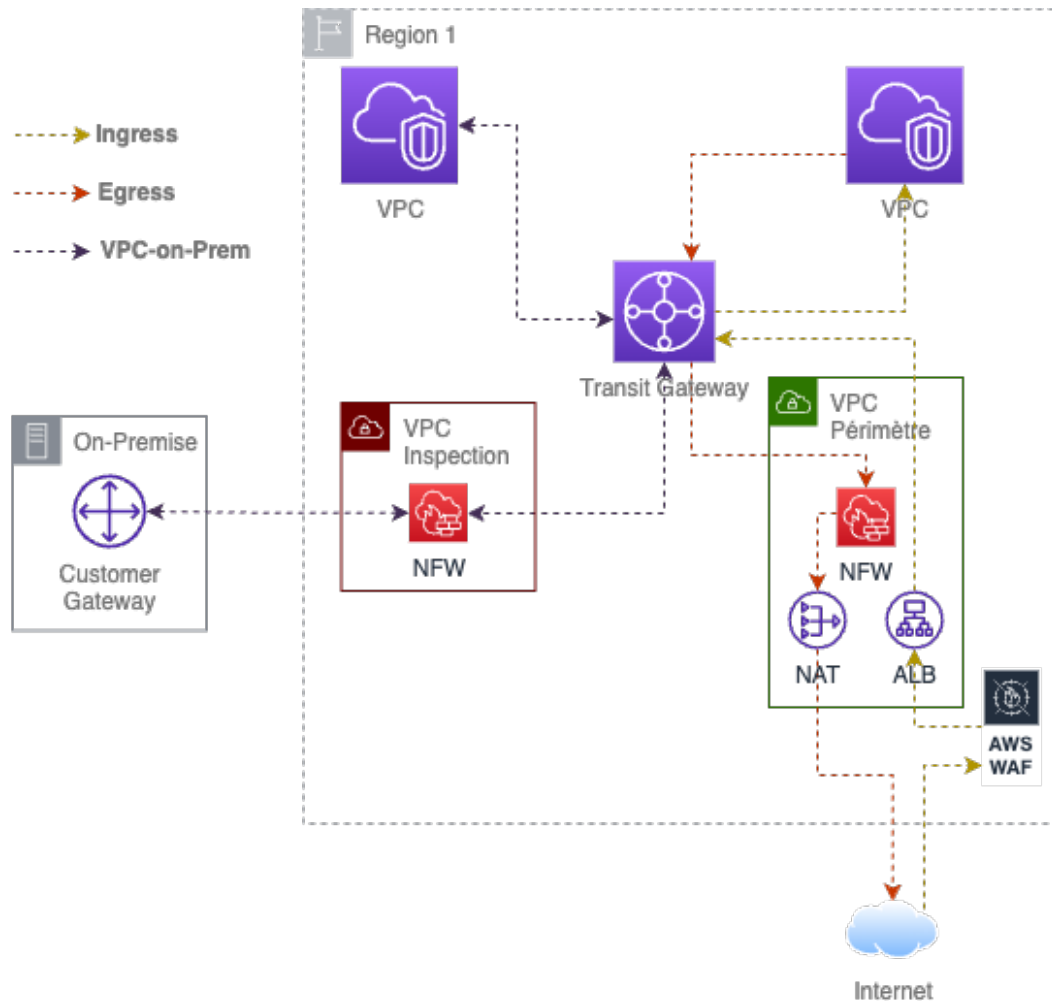 Region 1
Ingress
Egress
VPC-on-Prem
VPC
VPC
Transit Gateway
On-Premise
Customer
Gateway
VPC
Inspection
NFW
VPC
Périmètre
NFW
NAT
ALB
AWS
WAF
Internet